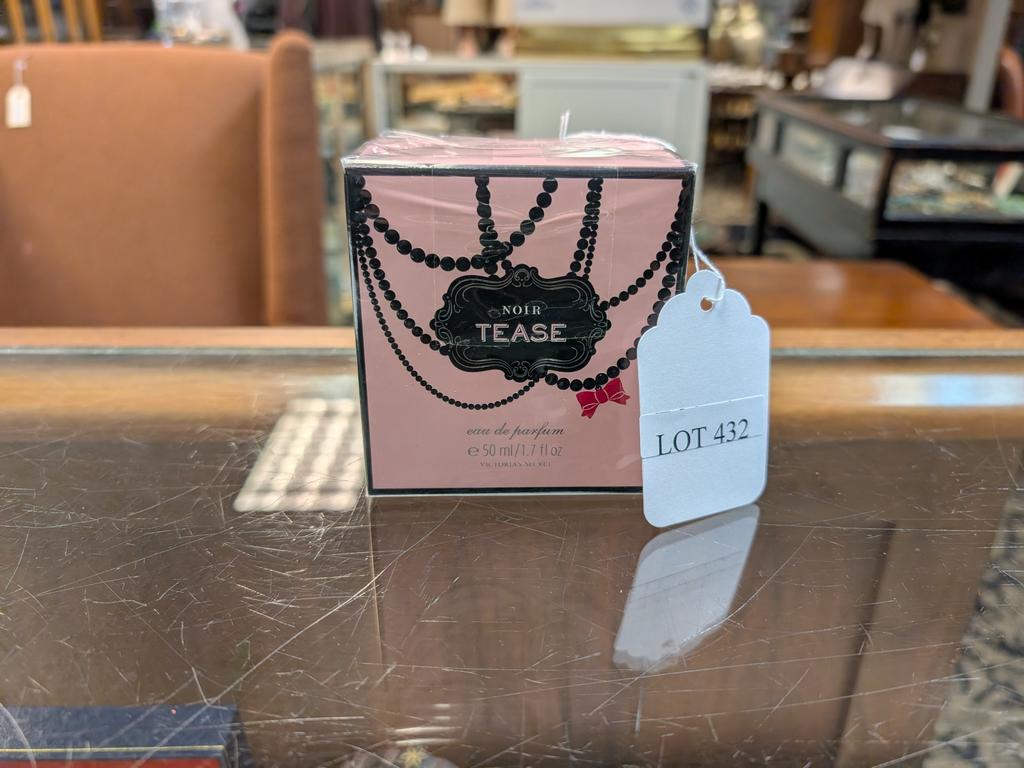 NOIR
TEASE
eau de parfum
e 50 ml/1.7 fl oz
VICTORIA'S SECRET
LOT 432